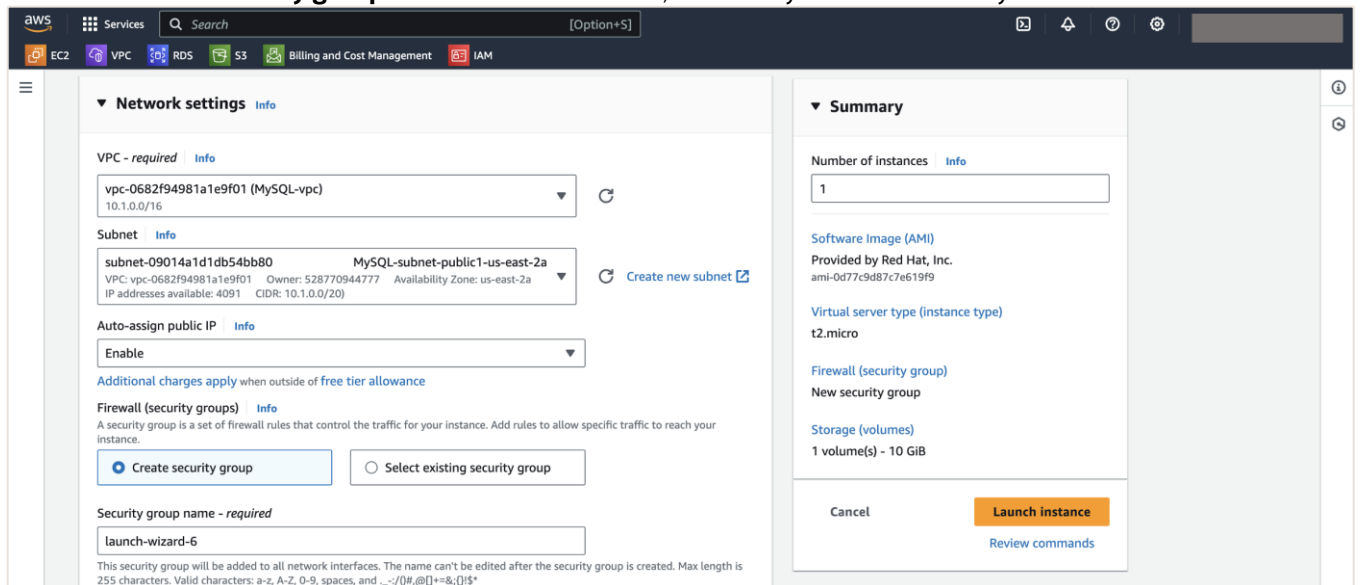 aws
Services
Search
[Option+S]
EC2
VPC
RDS
S3
Billing and Cost Management
IAM
Network settings Info
VPC - required Info
vpc-0682f94981a1e9f01 (MySQL-vpc)
10.1.0.0/16
Subnet Info
subnet-09014a1d1db54bb80 MySQL-subnet-public1-us-east-2a
VPC: vpc-0682f94981a1e9f01 Owner: 528770944777 Availability Zone: us-east-2a
IP addresses available: 4091 CIDR: 10.1.0.0/20)
Create new subnet
Auto-assign public IP Info
Enable
Additional charges apply when outside of free tier allowance
Firewall (security groups) Info
A security group is a set of firewall rules that control the traffic for your instance. Add rules to allow specific traffic to reach your
instance.
Create security group
Select existing security group
Security group name - required
launch-wizard-6
This security group will be added to all network interfaces. The name can't be edited after the security group is created. Max length is
255 characters. Valid characters: a-z, A-Z, 0-9, spaces, and ._-:/()#,@[]+=&;{}!$*
Summary
Number of instances Info
1
Software Image (AMI)
Provided by Red Hat, Inc.
ami-0d77c9d87c7e619f9
Virtual server type (instance type)
t2.micro
Firewall (security group)
New security group
Storage (volumes)
1 volume(s) - 10 GiB
Cancel
Launch instance
Review commands